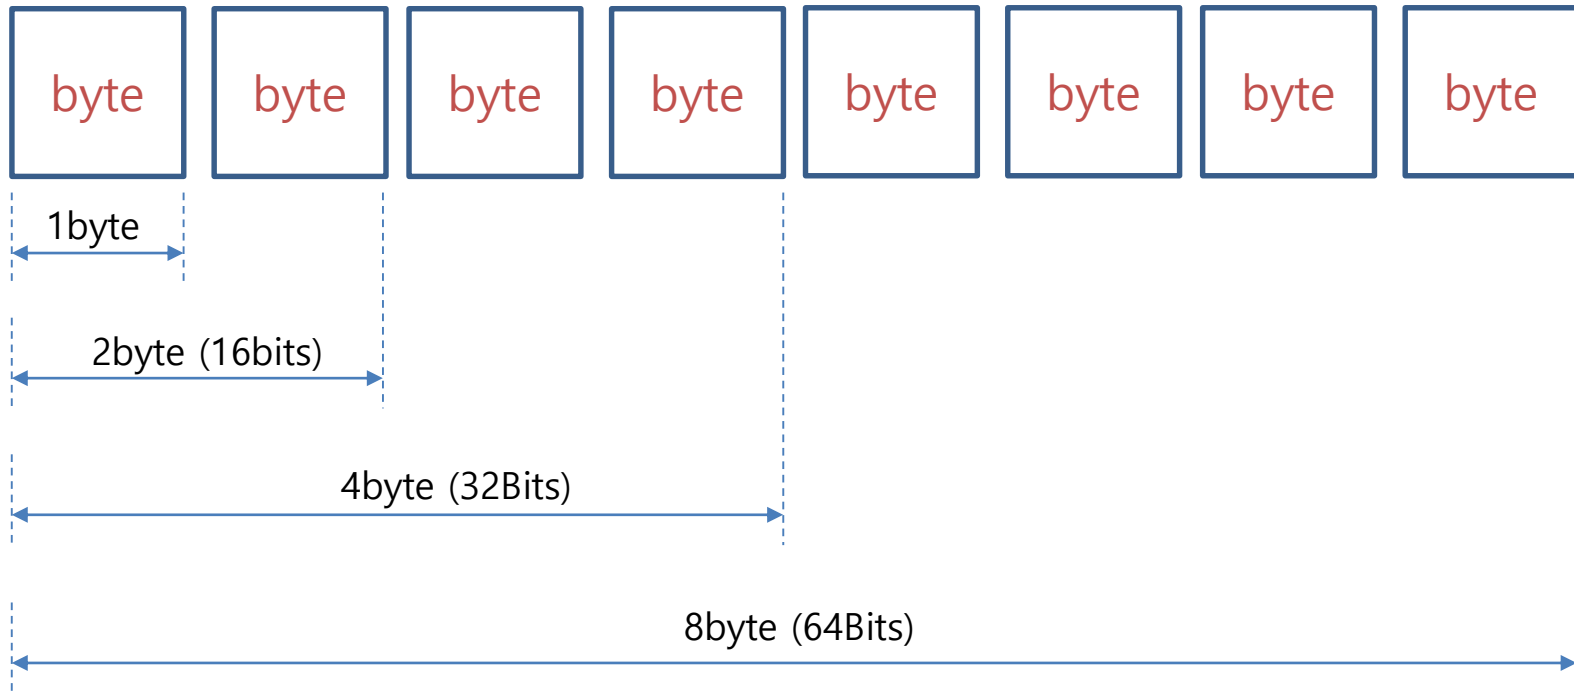 byte byte byte byte byte byte byte byte
1byte
2byte (16bits)
4byte (32Bits)
8byte (64Bits)